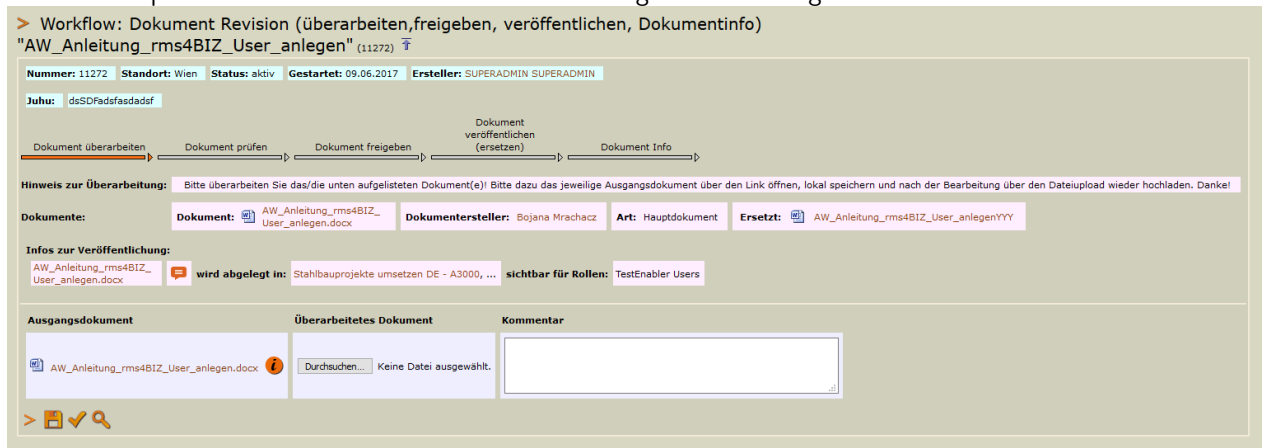 > Workflow: Dokument Revision (überarbeiten,freigeben, veröffentlichen, Dokumentinfo)
"AW_Anleitung_rms4BIZ_User_anlegen" (11272)
Nummer: 11272 Standort: Wien Status: aktiv Gestartet: 09.06.2017 Ersteller: SUPERADMIN SUPERADMIN
Juhu: dsSDFadsfasdadsf
Dokument überarbeiten
Dokument prüfen
Dokument freigeben
Dokument
veröffentlichen
(ersetzen)
Dokument Info
Hinweis zur Überarbeitung: Bitte überarbeiten Sie das/die unten aufgelisteten Dokument(e)! Bitte dazu das jeweilige Ausgangsdokument über den Link öffnen, lokal speichern und nach der Bearbeitung über den Dateiupload wieder hochladen. Danke!
Dokumente: Dokument: AW_Anleitung_rms4BIZ_
User_anlegen.docx
Dokumentersteller: Bojana Mrachacz Art: Hauptdokument Ersetzt: AW_Anleitung_rms4BIZ_User_anlegenYYY
Infos zur Veröffentlichung:
AW_Anleitung_rms4BIZ_
User_anlegen.docx
wird abgelegt in: Stahlbauprojekte umsetzen DE - A3000, ... sichtbar für Rollen: TestEnabler Users
Ausgangsdokument Überarbeitetes Dokument Kommentar
AW_Anleitung_rms4BIZ_User_anlegen.docx Durchsuchen... Keine Datei ausgewählt.
>